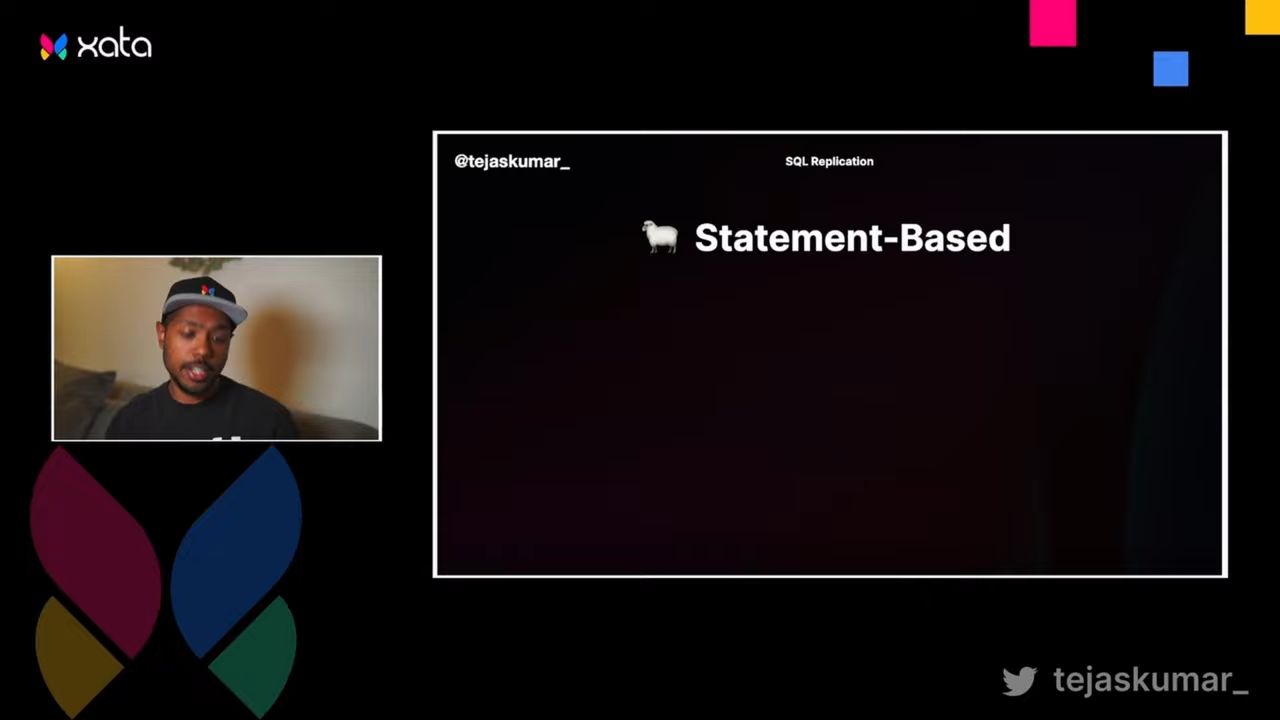 xata
@tejaskumar_
SQL Replication
🐑 Statement-Based
tejaskumar_